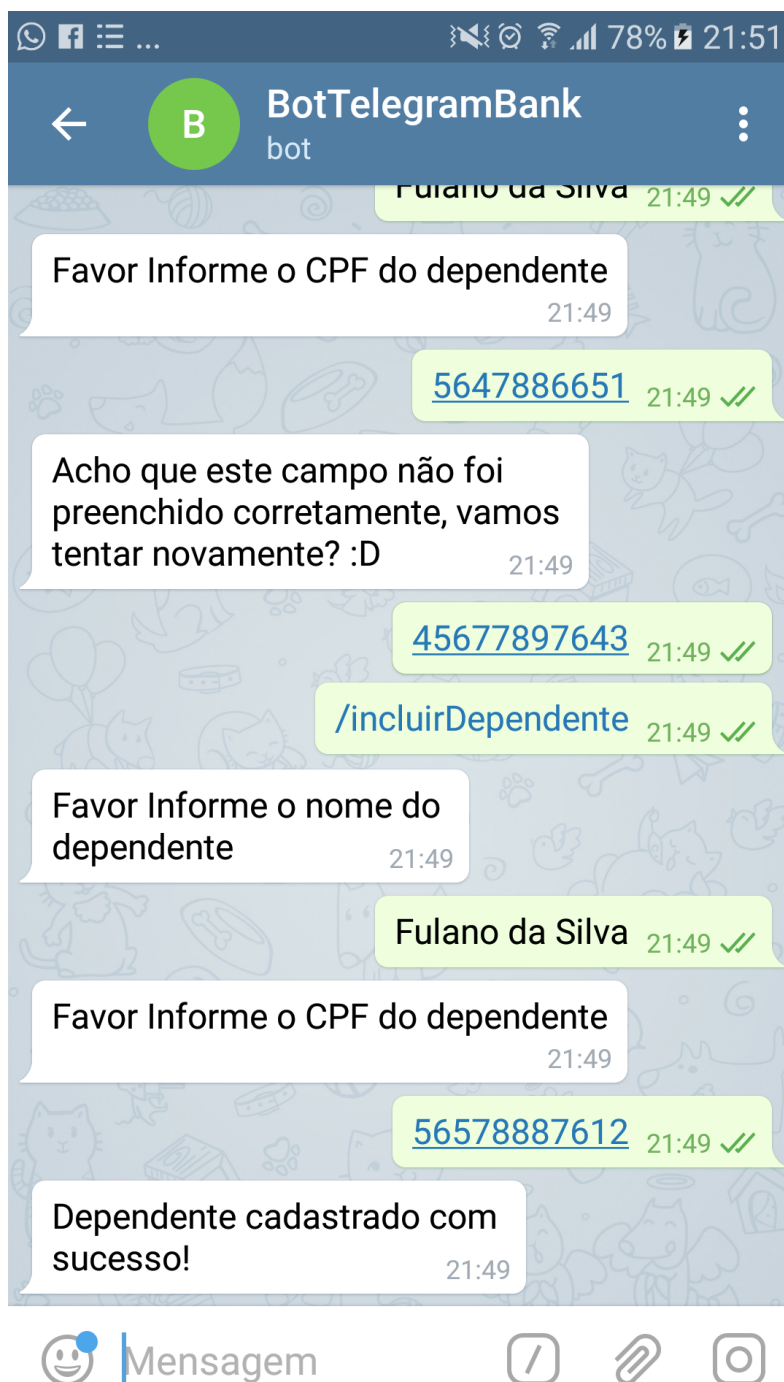 ... 78% 21:51
B
BotTelegramBank
bot
Fulano da Silva 21:49
Favor Informe o CPF do dependente
21:49
5647886651 21:49
Acho que este campo não foi
preenchido corretamente, vamos
tentar novamente? :D 21:49
45677897643 21:49
/incluirDependente 21:49
Favor Informe o nome do
dependente 21:49
Fulano da Silva 21:49
Favor Informe o CPF do dependente
21:49
56578887612 21:49
Dependente cadastrado com
sucesso! 21:49
Mensagem